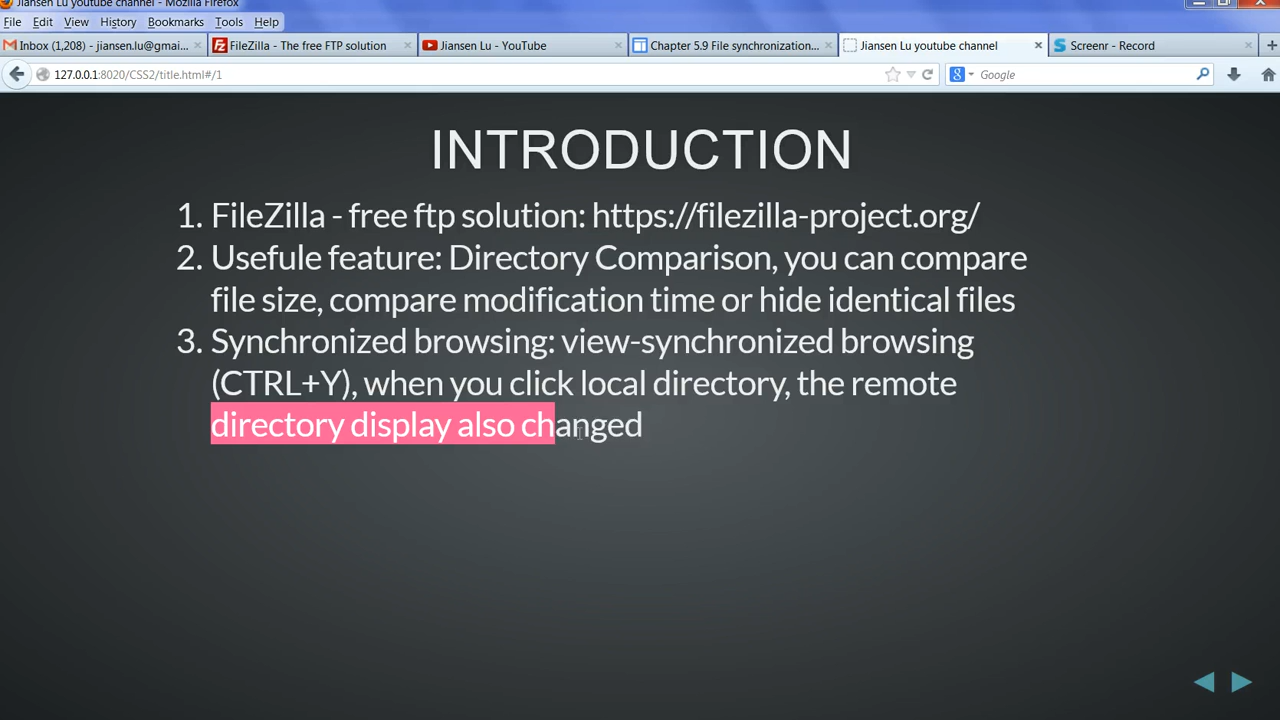 Jiansen Lu youtube channel - Mozilla Firefox
File Edit View History Bookmarks Tools Help
Inbox (1,208) - jiansen.lu@gmai... FileZilla - The free FTP solution Jiansen Lu - YouTube Chapter 5.9 File synchronization... Jiansen Lu youtube channel Screenr - Record
127.0.0.1:8020/CSS2/title.html#/1 Google
INTRODUCTION
1. FileZilla - free ftp solution: https://filezilla-project.org/
2. Usefule feature: Directory Comparison, you can compare
file size, compare modification time or hide identical files
3. Synchronized browsing: view-synchronized browsing
(CTRL+Y), when you click local directory, the remote
directory display also changed